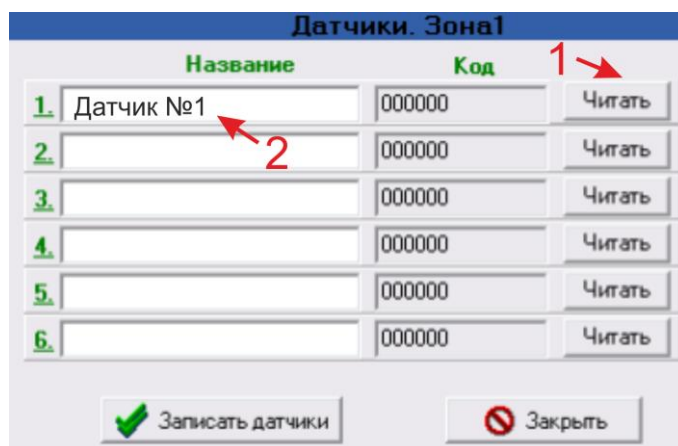 Датчики. Зона1
Название Код 1
1. Датчик №1 000000 Читать
2. 2 000000 Читать
3. 000000 Читать
4. 000000 Читать
5. 000000 Читать
6. 000000 Читать
Записать датчики Закрыть